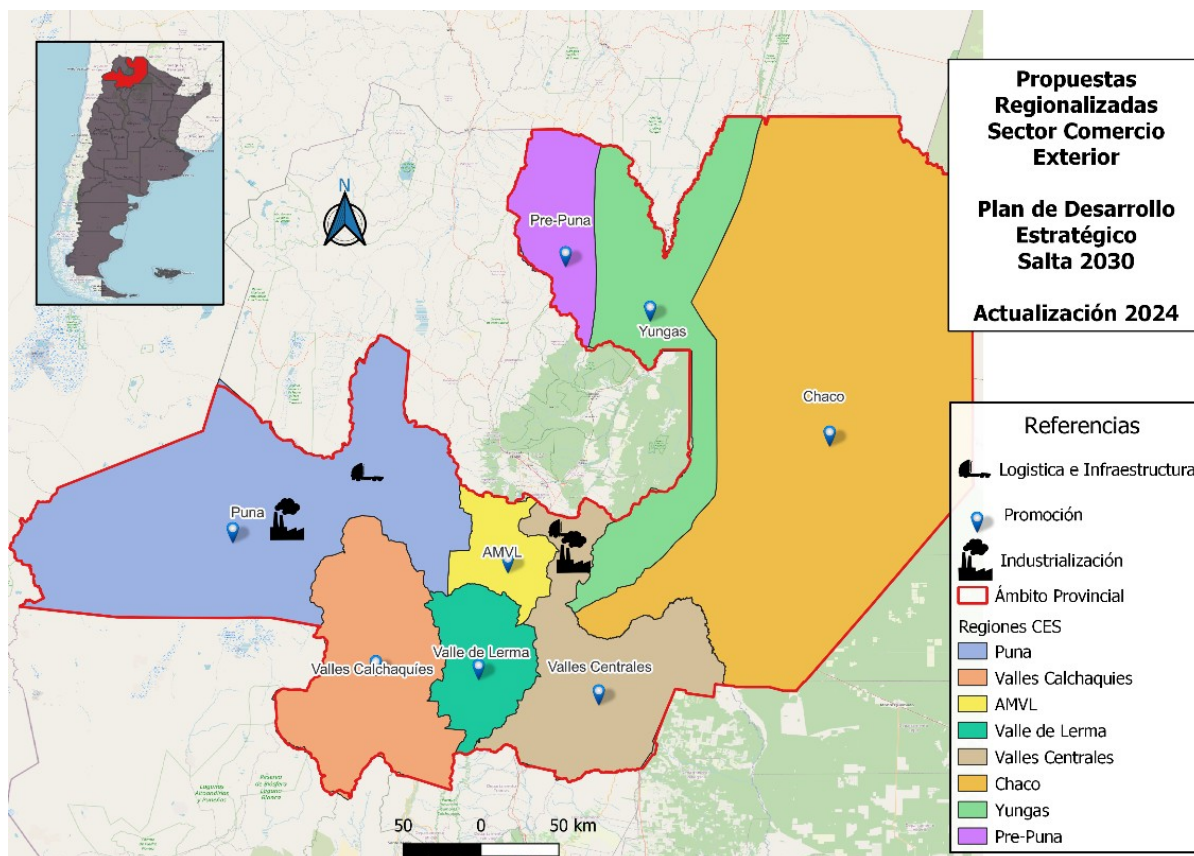 Propuestas
Regionalizadas
Sector Comercio
Exterior
Plan de Desarrollo
Estratégico
Salta 2030
Actualización 2024
N
Pre-Puna
Yungas
Chaco
Puna
AMVL
Valles Calchaquíes
Valle de Lerma
Valles Centrales
Referencias
Logistica e Infraestructura
Promoción
Industrialización
Ámbito Provincial
Regiones CES
Puna
Valles Calchaquies
AMVL
Valle de Lerma
Valles Centrales
Chaco
Yungas
Pre-Puna
50 0 50 km